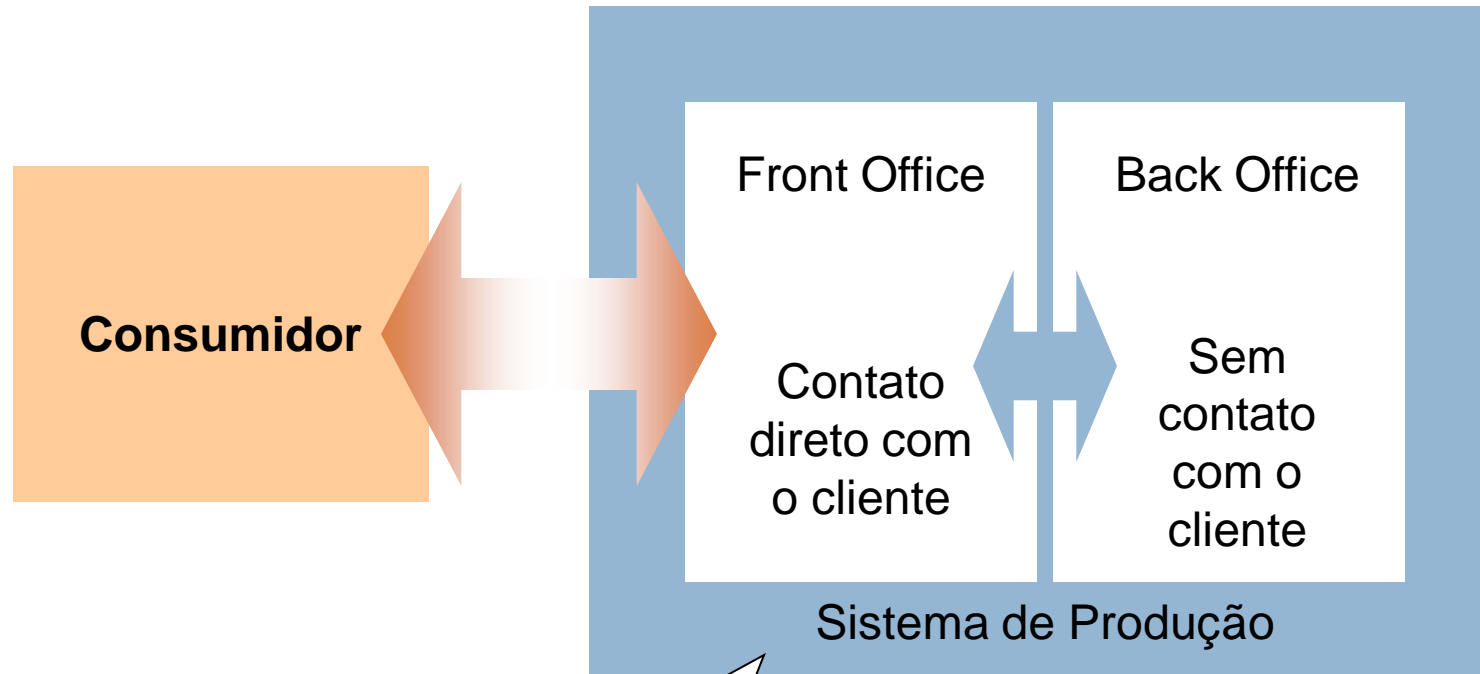 Consumidor
Front Office
Contato
direto com
o cliente
Back Office
Sem
contato
com o
cliente
Sistema de Produção